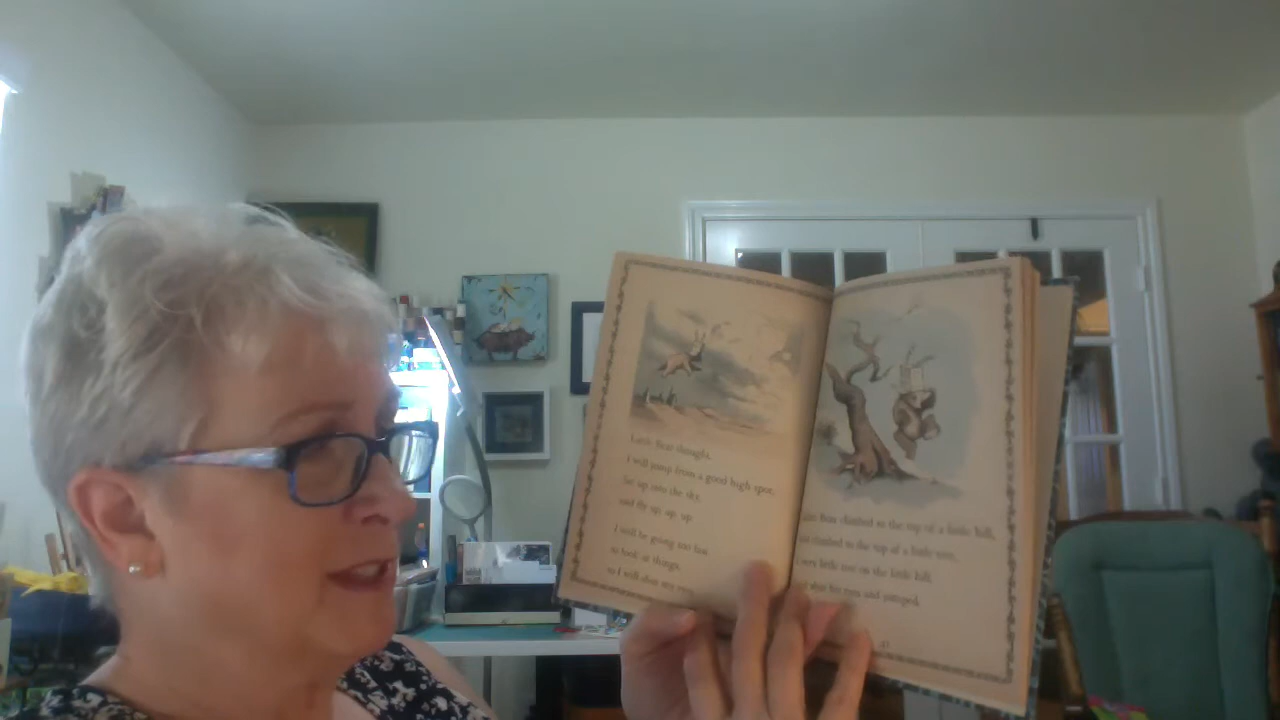 Little Bear thought,
I will jump from a good high spot,
far up into the sky,
and fly up, up, up.
I will be going too fast
to look at things,
so I will shut my eyes.
Little Bear climbed to the top of a little hill,
and climbed to the top of a little tree,
a very little tree on the little hill,
and shut his eyes and jumped.